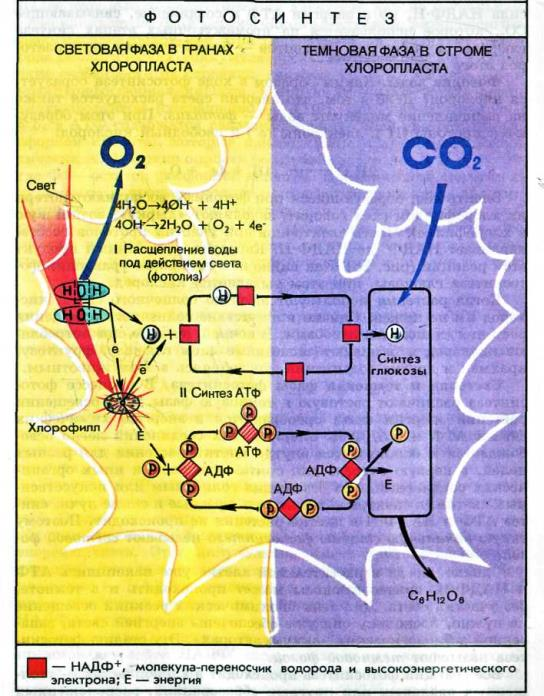 ФОТОСИНТЕЗ
СВЕТОВАЯ ФАЗА В ГРАНАХ
ХЛОРОПЛАСТА
ТЕМНОВАЯ ФАЗА В СТРОМЕ
ХЛОРОПЛАСТА
O₂
CO₂
Свет
4H₂O→4OH⁻ + 4H⁺
4OH⁻→2H₂O + O₂ + 4e⁻
I Расщепление воды
под действием света
(фотолиз)
H O H
H O H
H
H
+
H
e
e
Синтез
глюкозы
II Синтез АТФ
Хлорофилл
E
P
P P
АТФ
P
P
+
АДФ
P
P
АДФ
P
P
E
АДФ
P P
C₆H₁₂O₆
— НАДФ⁺, молекула-переносчик водорода и высокоэнергетического
электрона; E — энергия